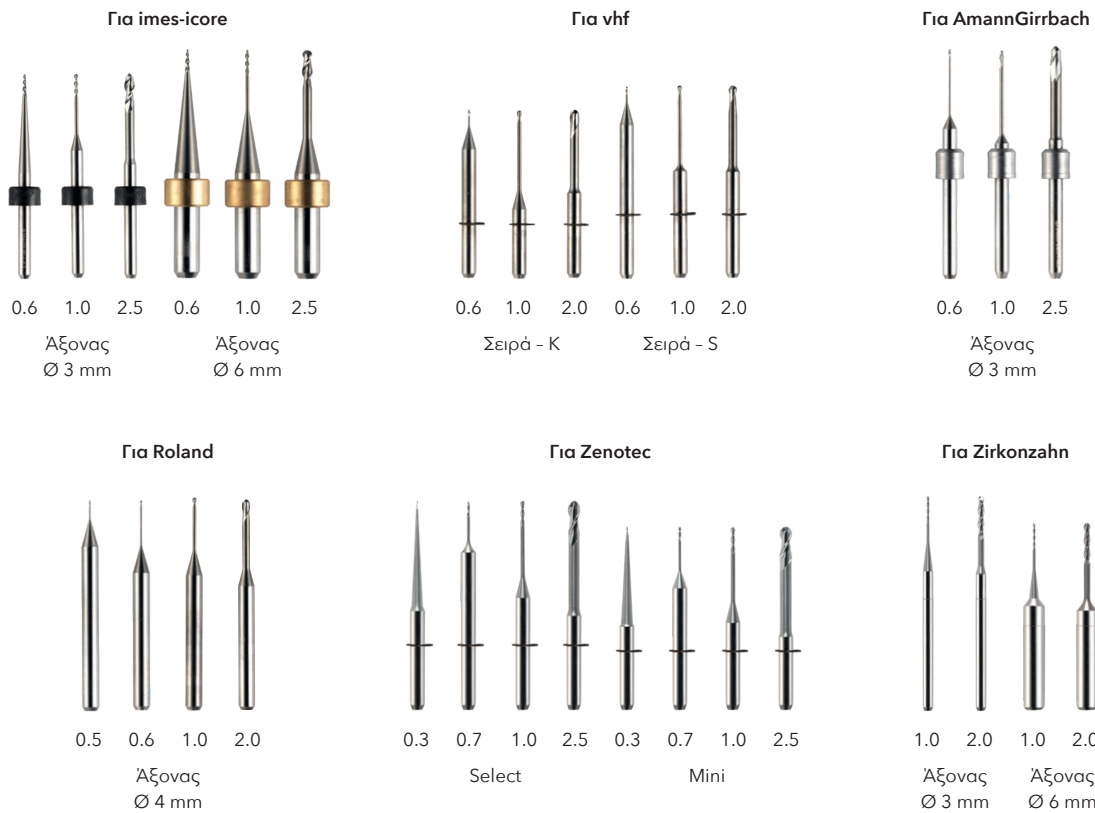 Για imes-icore
0.6 1.0 2.5 0.6 1.0 2.5
Άξονας Άξονας
Ø 3 mm Ø 6 mm
Για vhf
0.6 1.0 2.0 0.6 1.0 2.0
Σειρά – K Σειρά – S
Για AmannGirrbach
0.6 1.0 2.5
Άξονας
Ø 3 mm
Για Roland
0.5 0.6 1.0 2.0
Άξονας
Ø 4 mm
Για Zenotec
0.3 0.7 1.0 2.5 0.3 0.7 1.0 2.5
Select Mini
Για Zirkonzahn
1.0 2.0 1.0 2.0
Άξονας Άξονας
Ø 3 mm Ø 6 mm